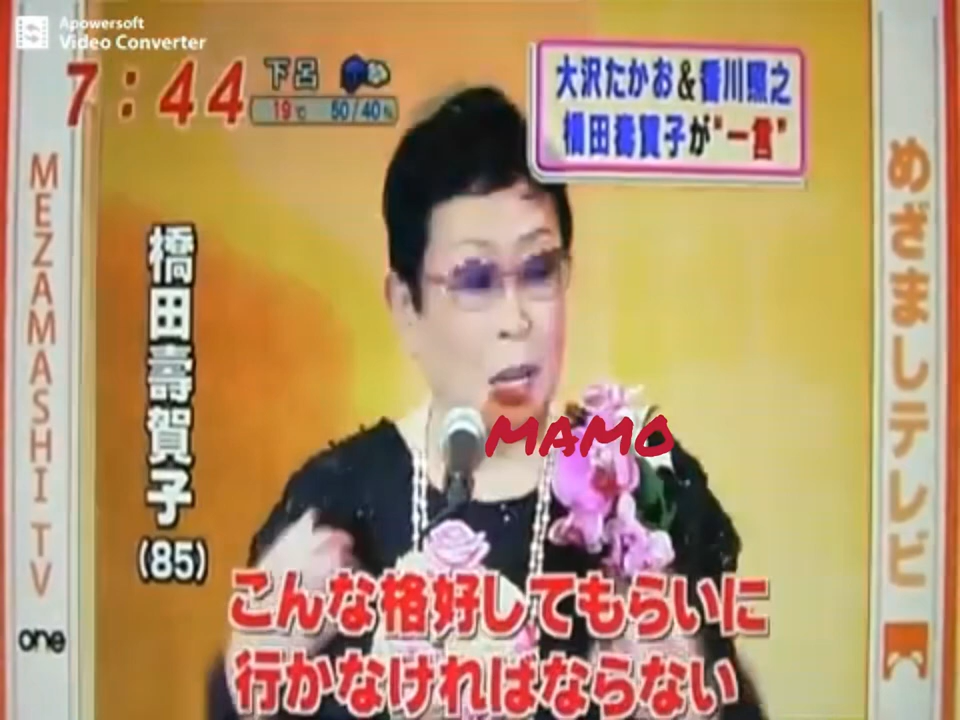 Apowersoft
Video Converter
7:44
下呂
19℃ 50/40%
大沢たかお&香川照之
橋田壽賀子が"一言"
MEZAMASHI TV
one
めざましテレビ
橋田壽賀子
(85)
MAMO
こんな格好してもらいに
行かなければならない